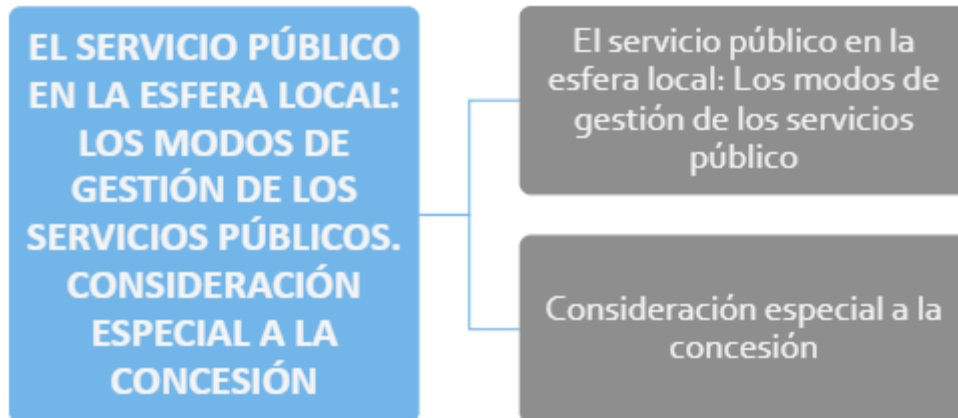 EL SERVICIO PÚBLICO
EN LA ESFERA LOCAL:
LOS MODOS DE
GESTIÓN DE LOS
SERVICIOS PÚBLICOS.
CONSIDERACIÓN
ESPECIAL A LA
CONCESIÓN
El servicio público en la
esfera local: Los modos de
gestión de los servicios
público
Consideración especial a la
concesión